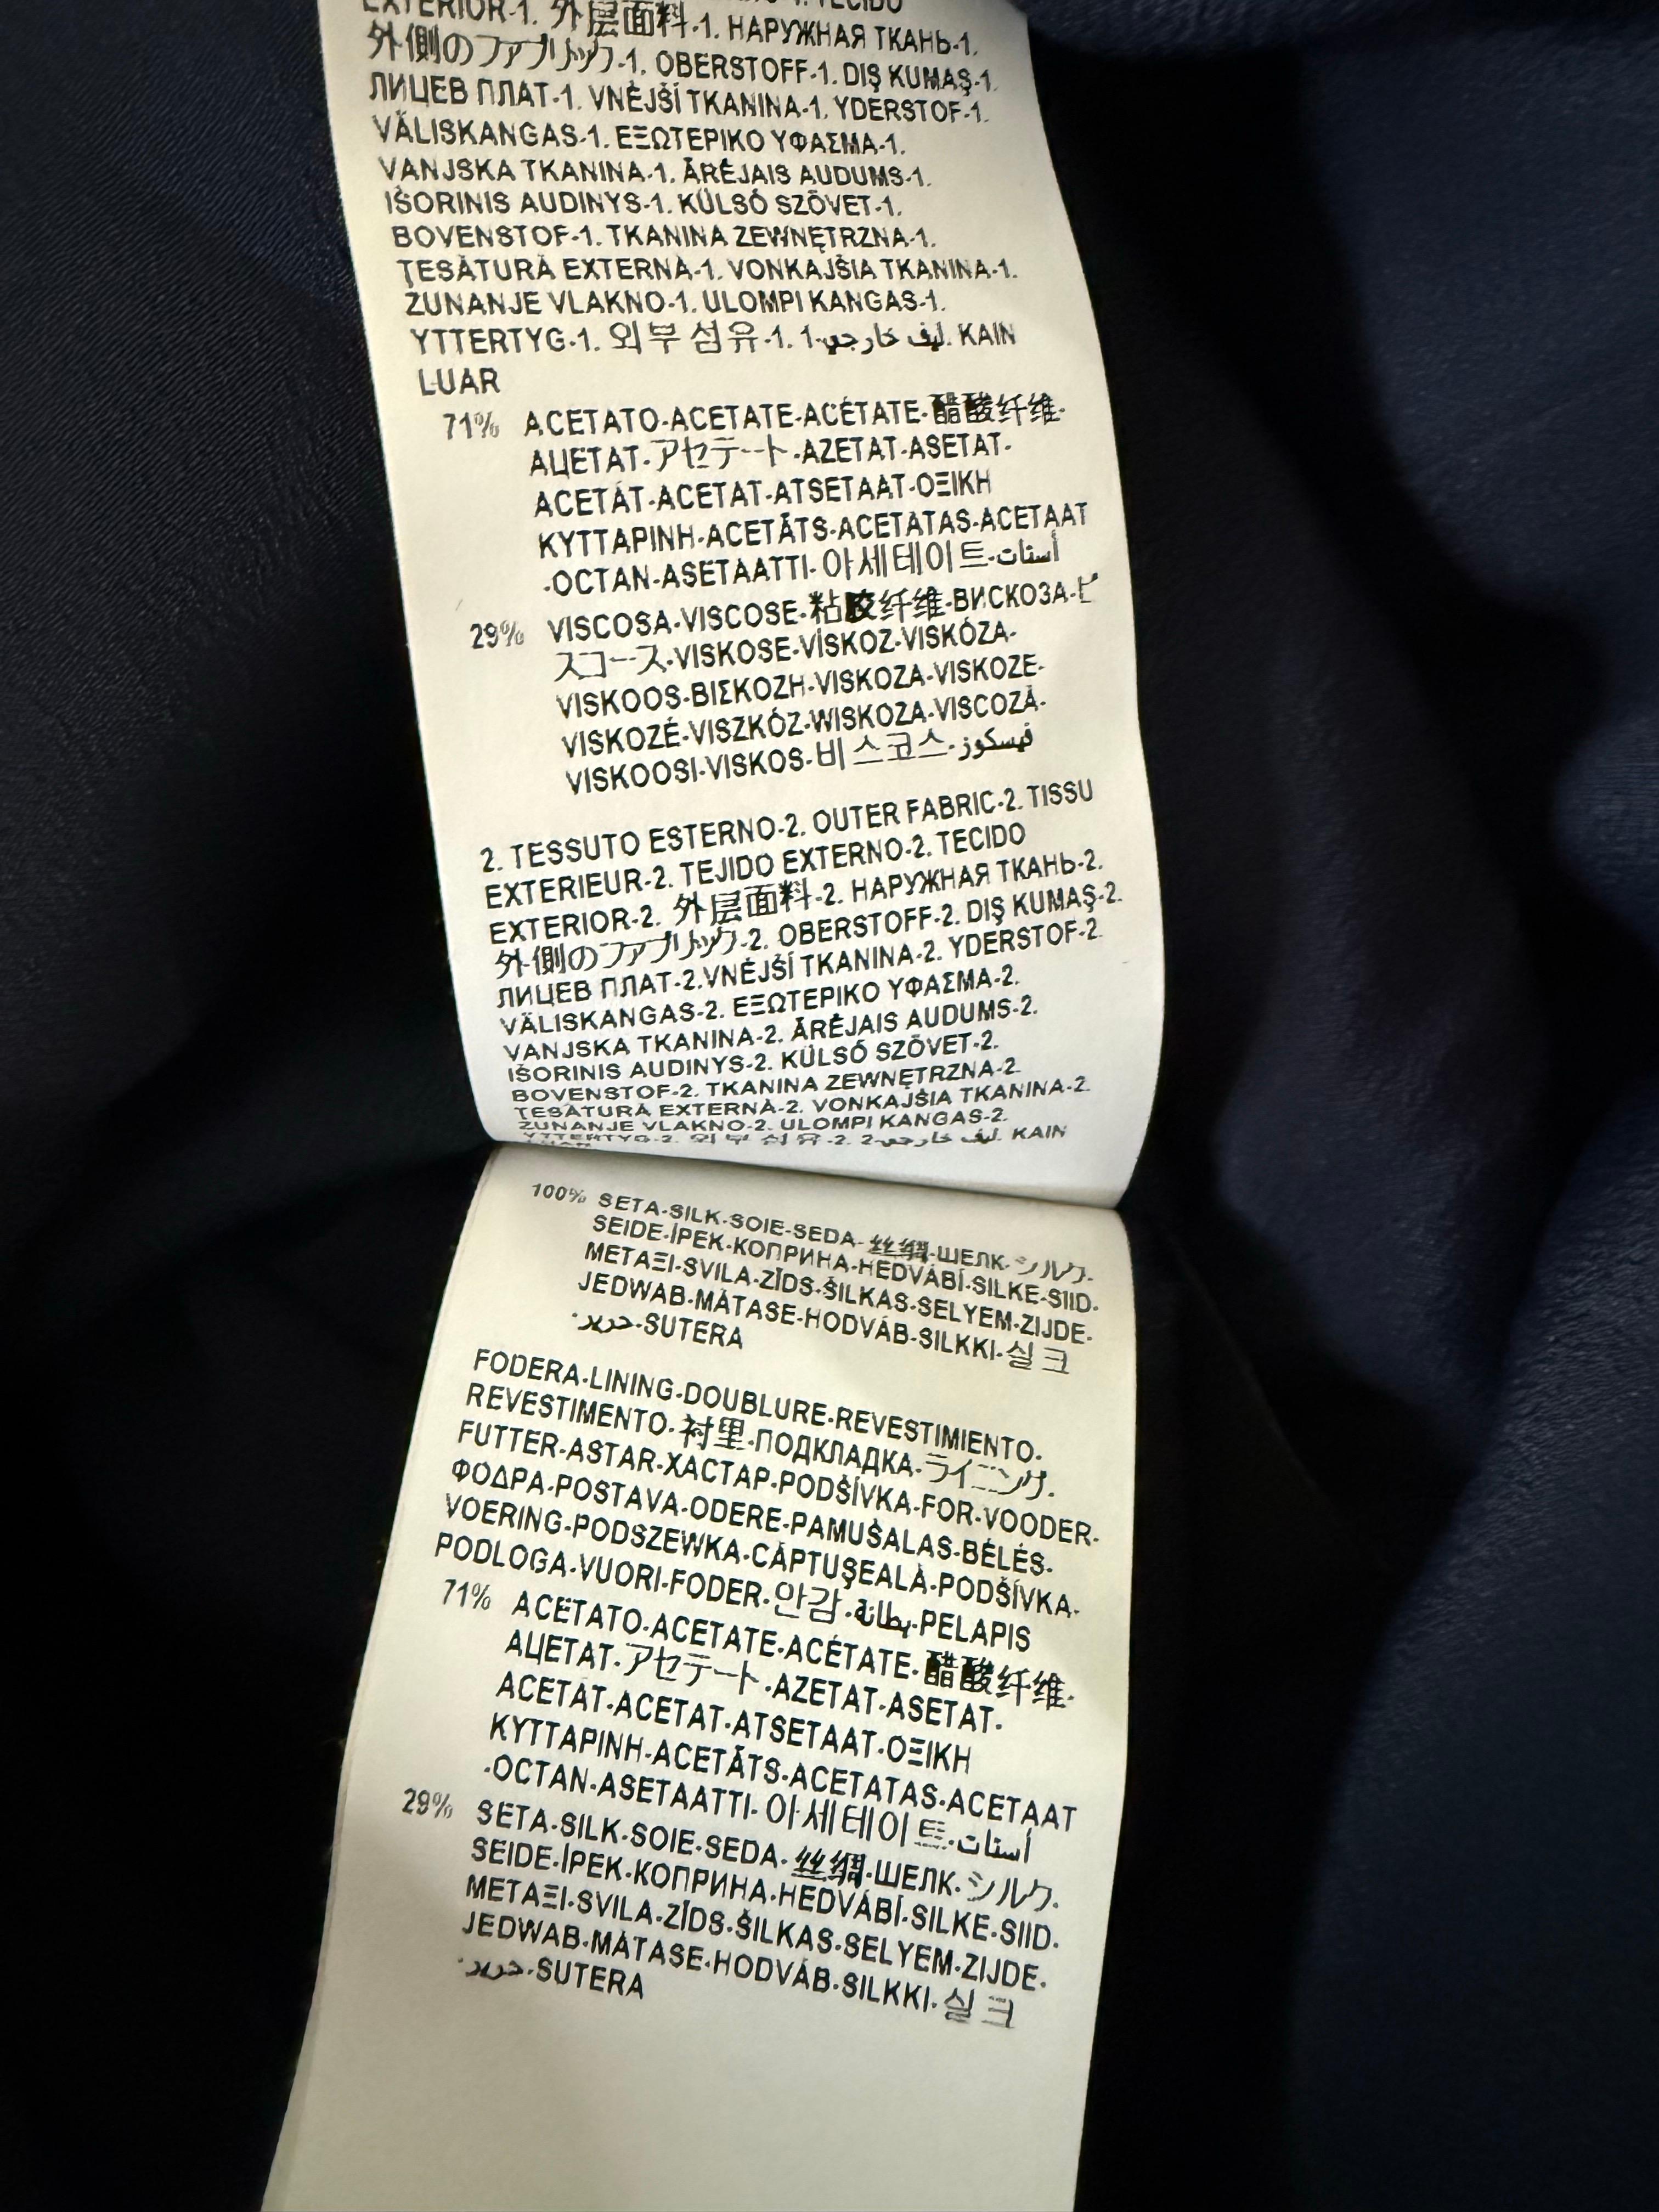 EXTERIOR-1. 外层面料-1. НАРУЖНАЯ ТКАНЬ-1.
外側のファブリック-1. OBERSTOFF-1. DIŞ KUMAŞ-1.
ЛИЦЕВ ПЛАТ-1. VNĚJŠÍ TKANINA-1. YDERSTOF-1.
VÄLISKANGAS-1. ΕΞΩΤΕΡΙΚΟ ΥΦΑΣΜΑ-1.
VANJSKA TKANINA-1. ĀRĒJAIS AUDUMS-1.
IŠORINIS AUDINYS-1. KÜLSŐ SZÖVET-1.
BOVENSTOF-1. TKANINA ZEWNĘTRZNA-1.
ŢESĂTURĂ EXTERNĂ-1. VONKAJŠIA TKANINA-1.
ZUNANJE VLAKNO-1. ULOMPI KANGAS-1.
YTTERTYG-1. 외부 섬유-1. 1-ليف خارجي. KAIN
LUAR
71% ACETATO-ACETATE-ACÉTATE-醋酸纤维-
АЦЕТАТ-アセテート-AZETAT-ASETAT-
ACETÁT-ACETAT-ATSETAAT-ΟΞΙΚΗ
ΚΥΤΤΑΡΙΝΗ-ACETĀTS-ACETATAS-ACETAAT
-OCTAN-ASETAATTI-아세테이트-أستات
29% VISCOSA-VISCOSE-粘胶纤维-ВИСКОЗА-ビ
スコース-VISKOSE-VİSKOZ-VISKÓZA-
VISKOOS-ΒΙΣΚΟΖΗ-VISKOZA-VISKOZE-
VISKOZĖ-VISZKÓZ-WISKOZA-VISCOZĂ-
VISKOOSI-VISKOS-비스코스-فيسكوز
2. TESSUTO ESTERNO-2. OUTER FABRIC-2. TISSU
EXTERIEUR-2. TEJIDO EXTERNO-2. TECIDO
EXTERIOR-2. 外层面料-2. НАРУЖНАЯ ТКАНЬ-2.
外側のファブリック-2. OBERSTOFF-2. DIŞ KUMAŞ-2.
ЛИЦЕВ ПЛАТ-2.VNĚJŠÍ TKANINA-2. YDERSTOF-2.
VÄLISKANGAS-2. ΕΞΩΤΕΡΙΚΟ ΥΦΑΣΜΑ-2.
VANJSKA TKANINA-2. ĀRĒJAIS AUDUMS-2.
IŠORINIS AUDINYS-2. KÜLSŐ SZÖVET-2.
BOVENSTOF-2. TKANINA ZEWNĘTRZNA-2.
ŢESĂTURĂ EXTERNĂ-2. VONKAJŠIA TKANINA-2.
ZUNANJE VLAKNO-2. ULOMPI KANGAS-2.
YTTERTYG-2. 외부 섬유-2. 2-ليف خارجي. KAIN
100% SETA-SILK-SOIE-SEDA-丝绸-ШЕЛК-シルク-
SEIDE-İPEK-КОПРИНА-HEDVÁBÍ-SILKE-SIID-
ΜΕΤΑΞΙ-SVILA-ZĪDS-ŠILKAS-SELYEM-ZIJDE-
JEDWAB-MĂTASE-HODVÁB-SILKKI-실크
-حرير-SUTERA
FODERA-LINING-DOUBLURE-REVESTIMIENTO-
REVESTIMENTO-衬里-ПОДКЛАДКА-ライニング-
FUTTER-ASTAR-ХАСТАР-PODŠÍVKA-FOR-VOODER-
ΦΟΔΡΑ-POSTAVA-ODERE-PAMUŠALAS-BÉLÉS-
VOERING-PODSZEWKA-CĂPTUŞEALĂ-PODŠÍVKA-
PODLOGA-VUORI-FODER-안감-بطانة-PELAPIS
71% ACETATO-ACETATE-ACÉTATE-醋酸纤维-
АЦЕТАТ-アセテート-AZETAT-ASETAT-
ACETÁT-ACETAT-ATSETAAT-ΟΞΙΚΗ
ΚΥΤΤΑΡΙΝΗ-ACETĀTS-ACETATAS-ACETAAT
-OCTAN-ASETAATTI-아세테이트-أستات
29% SETA-SILK-SOIE-SEDA-丝绸-ШЕЛК-シルク-
SEIDE-İPEK-КОПРИНА-HEDVÁBÍ-SILKE-SIID-
ΜΕΤΑΞΙ-SVILA-ZĪDS-ŠILKAS-SELYEM-ZIJDE-
JEDWAB-MĂTASE-HODVÁB-SILKKI-실크
-حرير-SUTERA